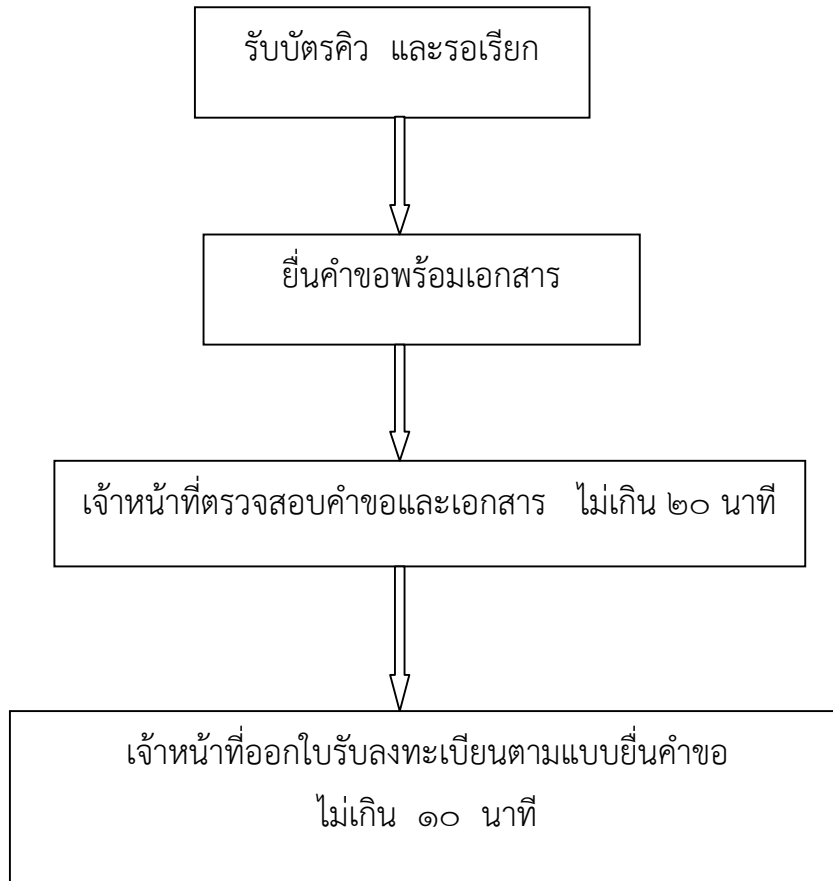 รับบัตรคิว และรอเรียก
ยื่นคำขอพร้อมเอกสาร
เจ้าหน้าที่ตรวจสอบคำขอและเอกสาร ไม่เกิน ๒๐ นาที
เจ้าหน้าที่ออกใบรับลงทะเบียนตามแบบยื่นคำขอ
ไม่เกิน ๑๐ นาที